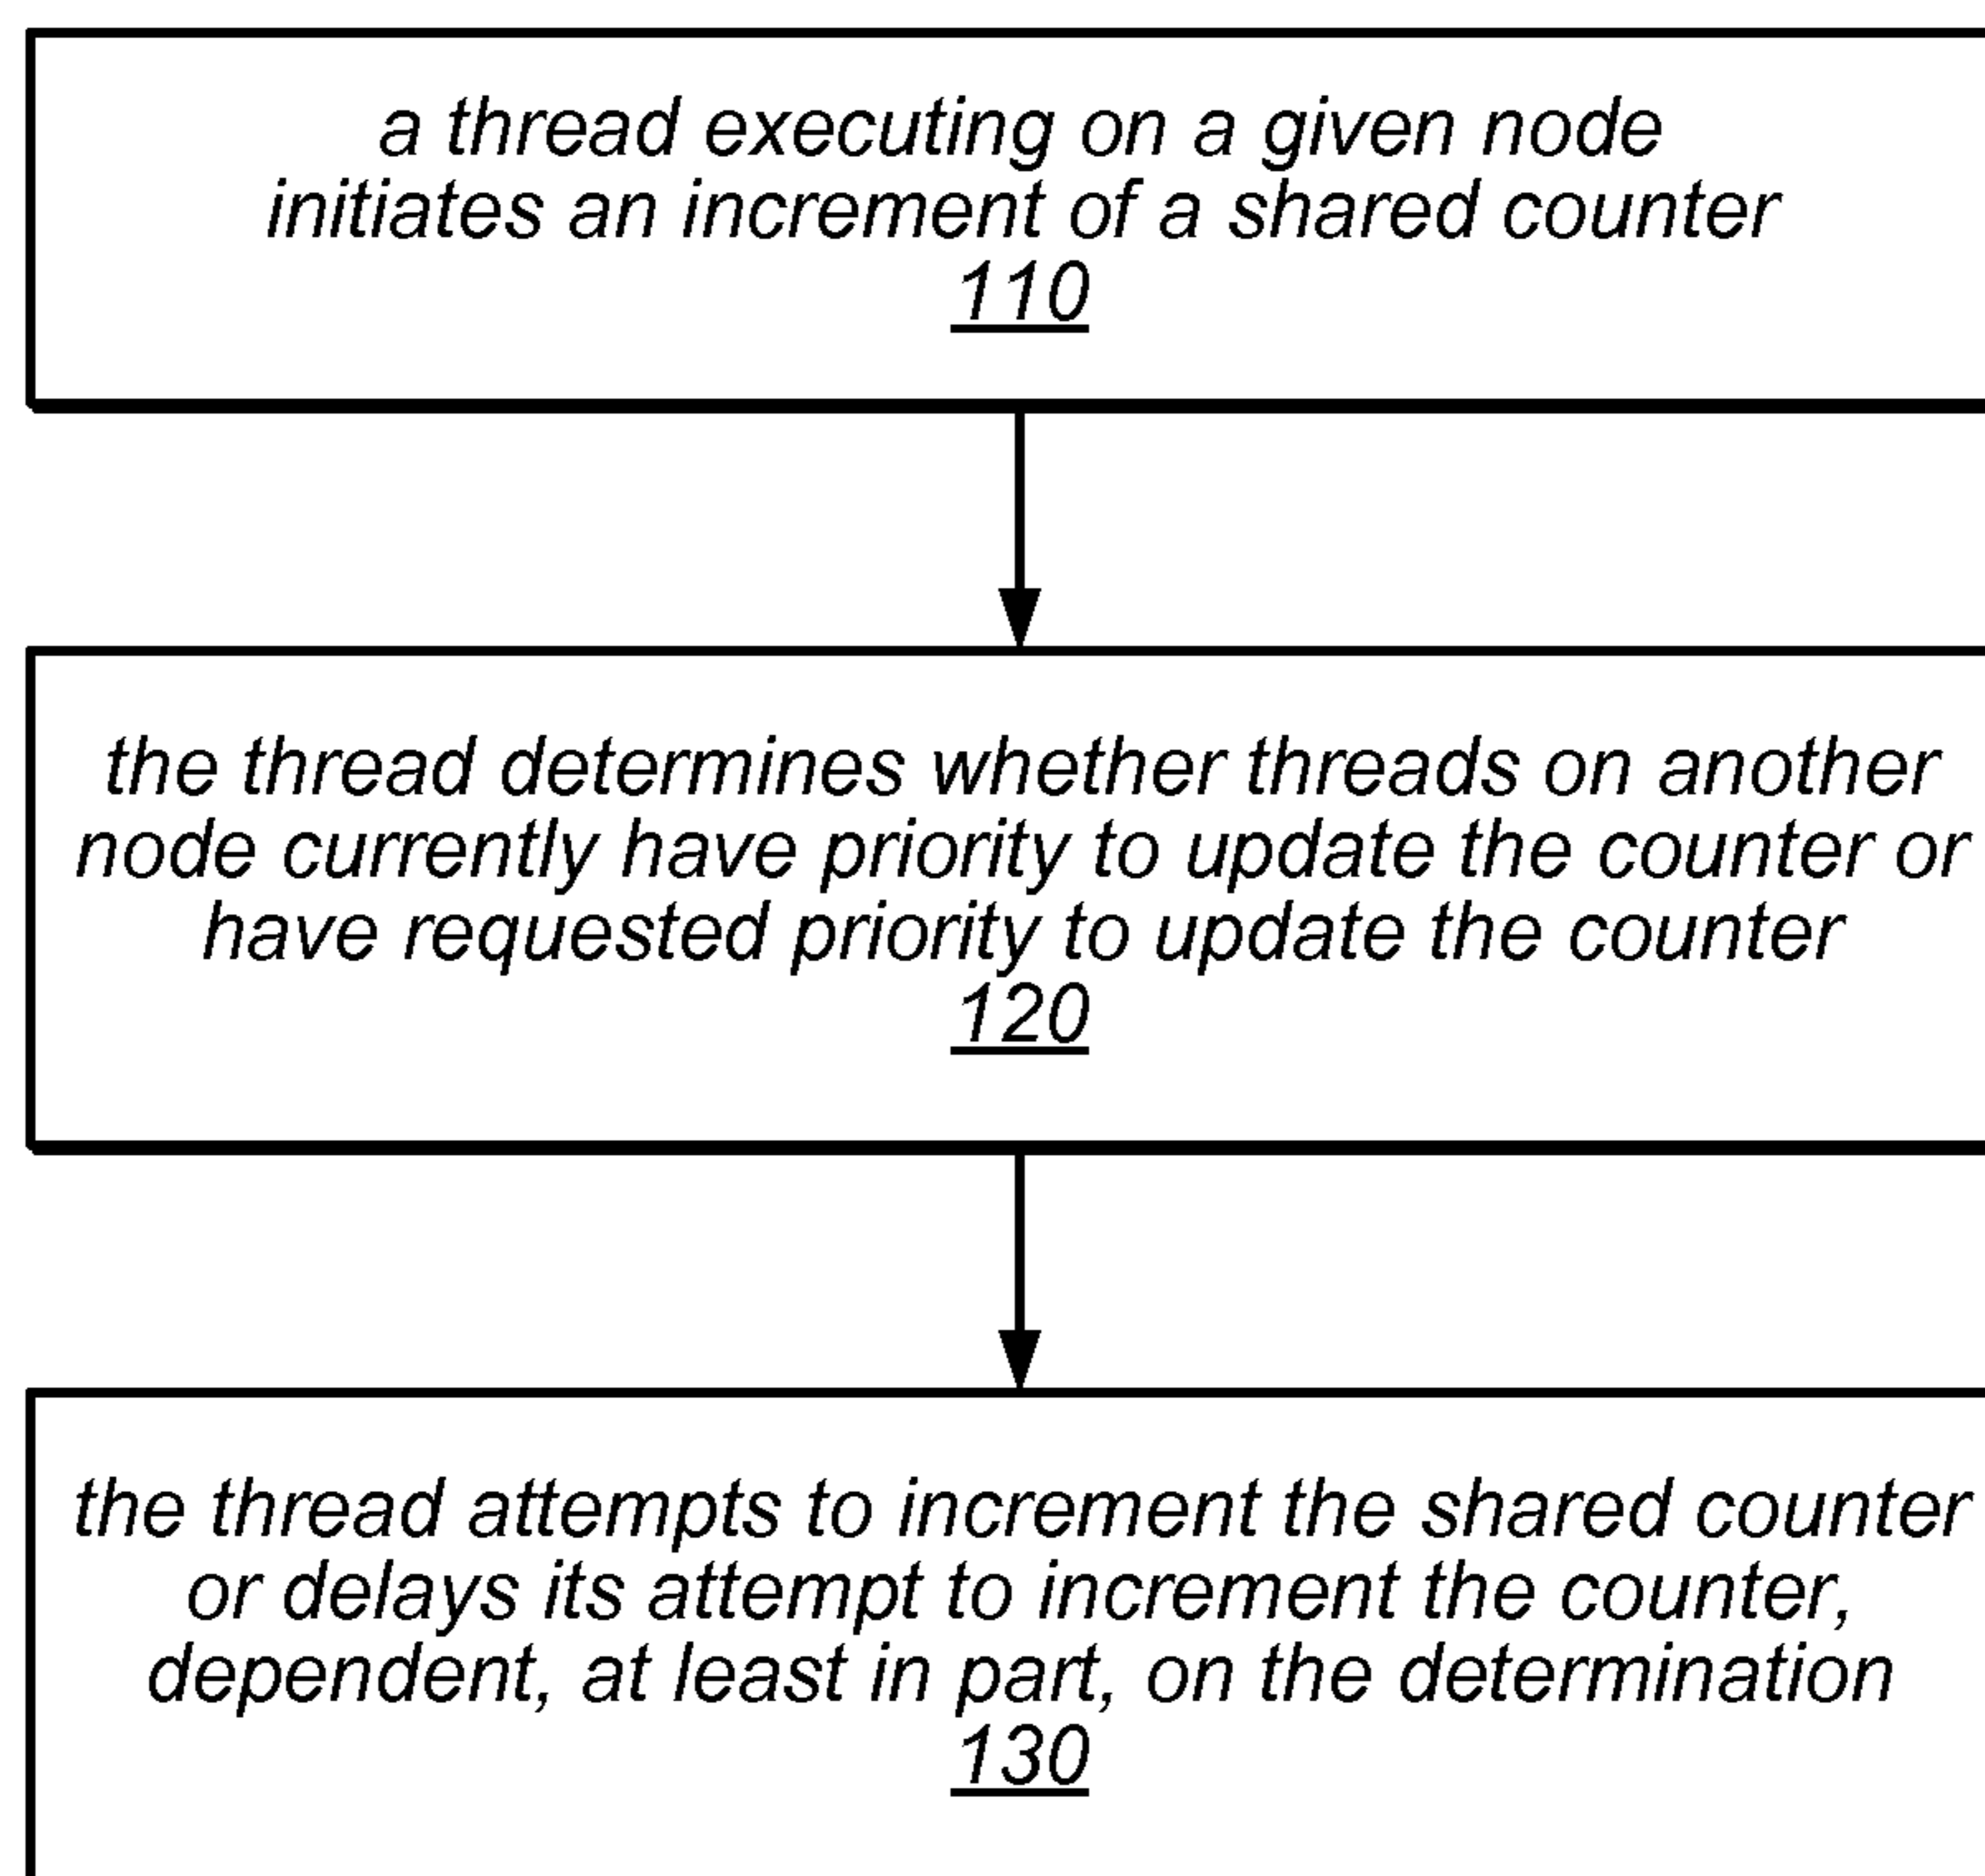 a thread executing on a given node
initiates an increment of a shared counter
110
the thread determines whether threads on another
node currently have priority to update the counter or
have requested priority to update the counter
120
the thread attempts to increment the shared counter
or delays its attempt to increment the counter,
dependent, at least in part, on the determination
130